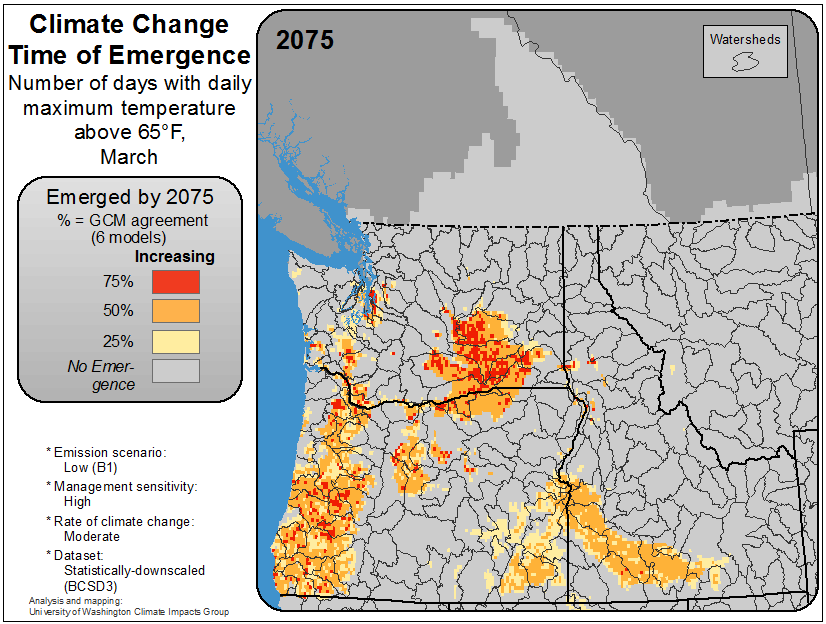 Climate Change
Time of Emergence
Number of days with daily
maximum temperature
above 65°F,
March
Emerged by 2075
% = GCM agreement
(6 models)
Increasing
75%
50%
25%
No Emer-
gence
* Emission scenario:
Low (B1)
* Management sensitivity:
High
* Rate of climate change:
Moderate
* Dataset:
Statistically-downscaled
(BCSD3)
Analysis and mapping:
University of Washington Climate Impacts Group
2075
Watersheds